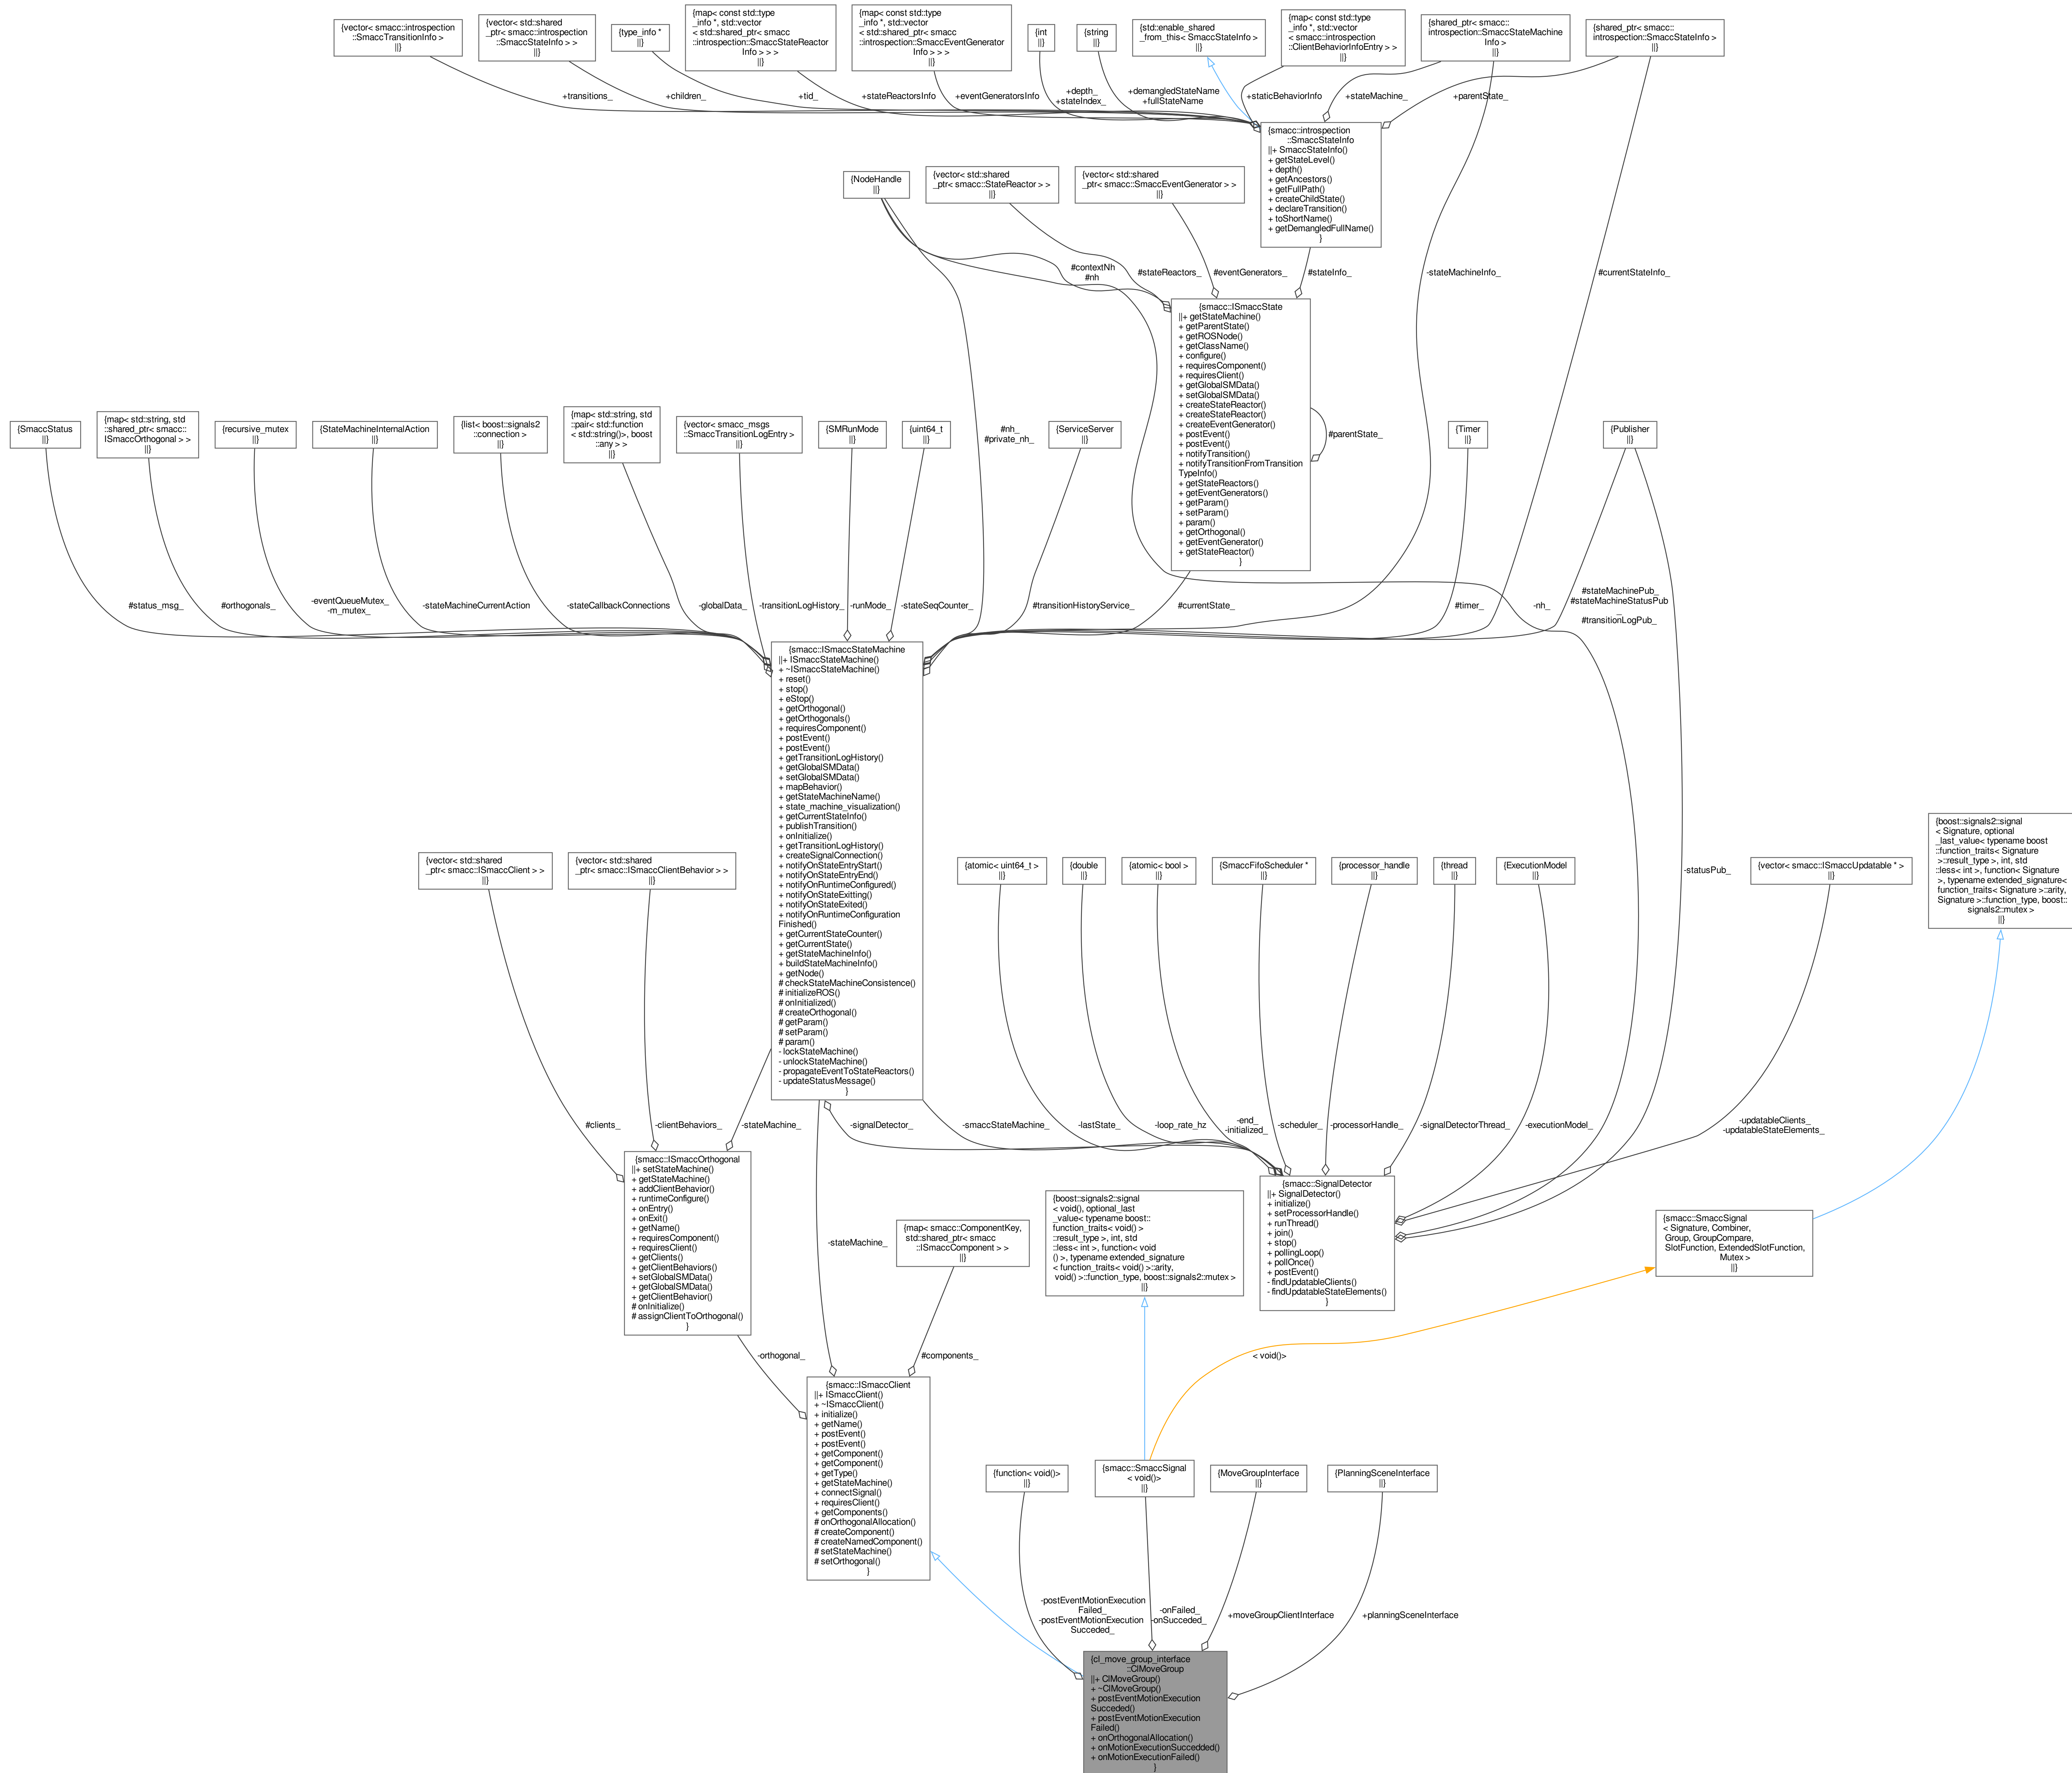 {vector< smacc::introspection
::SmaccTransitionInfo >
||}
{vector< std::shared
_ptr< smacc::introspection
::SmaccStateInfo > >
||}
{type_info *
||}
{map< const std::type
_info *, std::vector
< std::shared_ptr< smacc
::introspection::SmaccStateReactor
Info > > >
||}
{map< const std::type
_info *, std::vector
< std::shared_ptr< smacc
::introspection::SmaccEventGenerator
Info > > >
||}
{int
||}
{string
||}
{std::enable_shared
_from_this< SmaccStateInfo >
||}
{map< const std::type
_info *, std::vector
< smacc::introspection
::ClientBehaviorInfoEntry > >
||}
{shared_ptr< smacc::
introspection::SmaccStateMachine
Info >
||}
{shared_ptr< smacc::
introspection::SmaccStateInfo >
||}
+transitions_
+children_
+tid_
+stateReactorsInfo
+eventGeneratorsInfo
+depth_
+stateIndex_
+demangledStateName
+fullStateName
+staticBehaviorInfo
+stateMachine_
+parentState_
{smacc::introspection
::SmaccStateInfo
||+ SmaccStateInfo()
+ getStateLevel()
+ depth()
+ getAncestors()
+ getFullPath()
+ createChildState()
+ declareTransition()
+ toShortName()
+ getDemangledFullName()
}
{NodeHandle
||}
{vector< std::shared
_ptr< smacc::StateReactor > >
||}
{vector< std::shared
_ptr< smacc::SmaccEventGenerator > >
||}
#contextNh
#nh
#stateReactors_
#eventGenerators_
#stateInfo_
-stateMachineInfo_
#currentStateInfo_
{smacc::ISmaccState
||+ getStateMachine()
+ getParentState()
+ getROSNode()
+ getClassName()
+ configure()
+ requiresComponent()
+ requiresClient()
+ getGlobalSMData()
+ setGlobalSMData()
+ createStateReactor()
+ createStateReactor()
+ createEventGenerator()
+ postEvent()
+ postEvent()
+ notifyTransition()
+ notifyTransitionFromTransition
TypeInfo()
+ getStateReactors()
+ getEventGenerators()
+ getParam()
+ setParam()
+ param()
+ getOrthogonal()
+ getEventGenerator()
+ getStateReactor()
}
#parentState_
{SmaccStatus
||}
{map< std::string, std
::shared_ptr< smacc::
ISmaccOrthogonal > >
||}
{recursive_mutex
||}
{StateMachineInternalAction
||}
{list< boost::signals2
::connection >
||}
{map< std::string, std
::pair< std::function
< std::string()>, boost
::any > >
||}
{vector< smacc_msgs
::SmaccTransitionLogEntry >
||}
{SMRunMode
||}
{uint64_t
||}
#nh_
#private_nh_
{ServiceServer
||}
{Timer
||}
{Publisher
||}
#status_msg_
#orthogonals_
-eventQueueMutex_
-m_mutex_
-stateMachineCurrentAction
-stateCallbackConnections
-globalData_
-transitionLogHistory_
-runMode_
-stateSeqCounter_
#transitionHistoryService_
#currentState_
#timer_
-nh_
#stateMachinePub_
#stateMachineStatusPub
_
#transitionLogPub_
{smacc::ISmaccStateMachine
||+ ISmaccStateMachine()
+ ~ISmaccStateMachine()
+ reset()
+ stop()
+ eStop()
+ getOrthogonal()
+ getOrthogonals()
+ requiresComponent()
+ postEvent()
+ postEvent()
+ getTransitionLogHistory()
+ getGlobalSMData()
+ setGlobalSMData()
+ mapBehavior()
+ getStateMachineName()
+ state_machine_visualization()
+ getCurrentStateInfo()
+ publishTransition()
+ onInitialize()
+ getTransitionLogHistory()
+ createSignalConnection()
+ notifyOnStateEntryStart()
+ notifyOnStateEntryEnd()
+ notifyOnRuntimeConfigured()
+ notifyOnStateExitting()
+ notifyOnStateExited()
+ notifyOnRuntimeConfiguration
Finished()
+ getCurrentStateCounter()
+ getCurrentState()
+ getStateMachineInfo()
+ buildStateMachineInfo()
+ getNode()
# checkStateMachineConsistence()
# initializeROS()
# onInitialized()
# createOrthogonal()
# getParam()
# setParam()
# param()
- lockStateMachine()
- unlockStateMachine()
- propagateEventToStateReactors()
- updateStatusMessage()
}
{vector< std::shared
_ptr< smacc::ISmaccClient > >
||}
{vector< std::shared
_ptr< smacc::ISmaccClientBehavior > >
||}
{atomic< uint64_t >
||}
{double
||}
{atomic< bool >
||}
{SmaccFifoScheduler *
||}
{processor_handle
||}
{thread
||}
{ExecutionModel
||}
-statusPub_
{vector< smacc::ISmaccUpdatable * >
||}
{boost::signals2::signal
< Signature, optional
_last_value< typename boost
::function_traits< Signature
>::result_type >, int, std
::less< int >, function< Signature
>, typename extended_signature<
function_traits< Signature >::arity,
Signature >::function_type, boost::
signals2::mutex >
||}
#clients_
-clientBehaviors_
-stateMachine_
-signalDetector_
-smaccStateMachine_
-lastState_
-loop_rate_hz
-end_
-initialized_
-scheduler_
-processorHandle_
-signalDetectorThread_
-executionModel_
-updatableClients_
-updatableStateElements_
{smacc::ISmaccOrthogonal
||+ setStateMachine()
+ getStateMachine()
+ addClientBehavior()
+ runtimeConfigure()
+ onEntry()
+ onExit()
+ getName()
+ requiresComponent()
+ requiresClient()
+ getClients()
+ getClientBehaviors()
+ setGlobalSMData()
+ getGlobalSMData()
+ getClientBehavior()
# onInitialize()
# assignClientToOrthogonal()
}
-stateMachine_
{map< smacc::ComponentKey,
std::shared_ptr< smacc
::ISmaccComponent > >
||}
{boost::signals2::signal
< void(), optional_last
_value< typename boost::
function_traits< void() >
::result_type >, int, std
::less< int >, function< void
() >, typename extended_signature
< function_traits< void() >::arity,
void() >::function_type, boost::signals2::mutex >
||}
{smacc::SignalDetector
||+ SignalDetector()
+ initialize()
+ setProcessorHandle()
+ runThread()
+ join()
+ stop()
+ pollingLoop()
+ pollOnce()
+ postEvent()
- findUpdatableClients()
- findUpdatableStateElements()
}
{smacc::SmaccSignal
< Signature, Combiner,
Group, GroupCompare,
SlotFunction, ExtendedSlotFunction,
Mutex >
||}
-orthogonal_
#components_
< void()>
{smacc::ISmaccClient
||+ ISmaccClient()
+ ~ISmaccClient()
+ initialize()
+ getName()
+ postEvent()
+ postEvent()
+ getComponent()
+ getComponent()
+ getType()
+ getStateMachine()
+ connectSignal()
+ requiresClient()
+ getComponents()
# onOrthogonalAllocation()
# createComponent()
# createNamedComponent()
# setStateMachine()
# setOrthogonal()
}
{function< void()>
||}
{smacc::SmaccSignal
< void()>
||}
{MoveGroupInterface
||}
{PlanningSceneInterface
||}
-postEventMotionExecution
Failed_
-postEventMotionExecution
Succeded_
-onFailed_
-onSucceded_
+moveGroupClientInterface
+planningSceneInterface
{cl_move_group_interface
::ClMoveGroup
||+ ClMoveGroup()
+ ~ClMoveGroup()
+ postEventMotionExecution
Succeded()
+ postEventMotionExecution
Failed()
+ onOrthogonalAllocation()
+ onMotionExecutionSuccedded()
+ onMotionExecutionFailed()
}